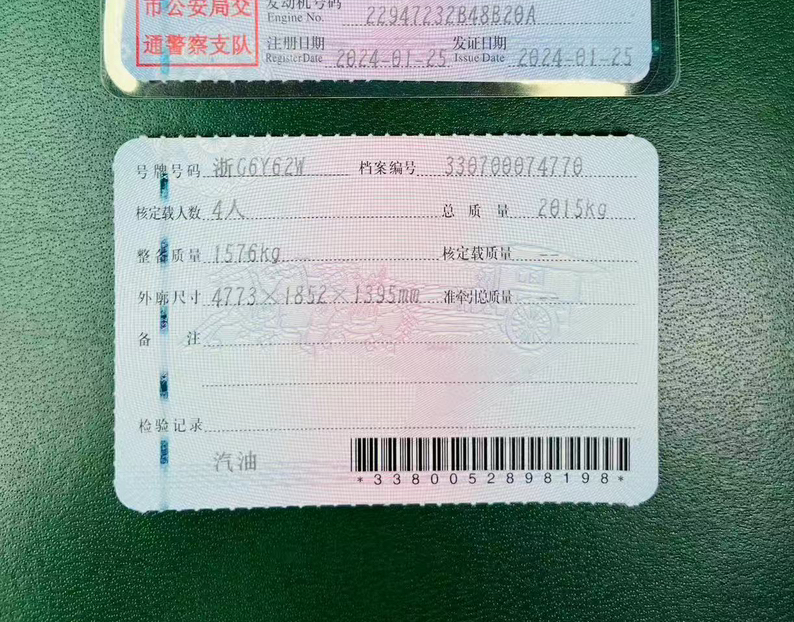 市公安局交
通警察支队
发动机号码 22947232B48B20A
Engine No.
注册日期 2024-01-25 发证日期 2024-01-25
Register Date Issue Date
号牌号码 浙G6Y62W 档案编号 330700074770
核定载人数 4人 总质量 2015kg
整备质量 1576kg 核定载质量 --
外廓尺寸 4773×1852×1395mm 准牵引总质量 --
备注
检验记录
汽油
*3380052898198*